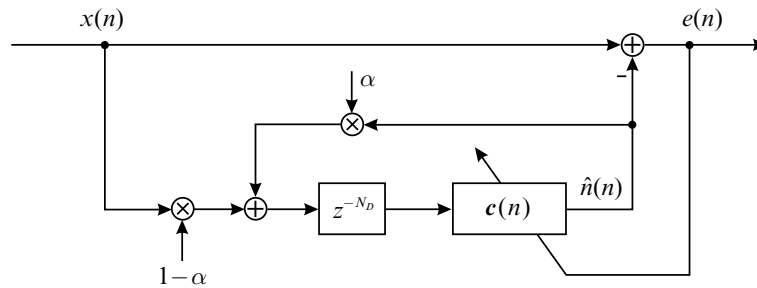 x(n)
e(n)
-
α
z^{-N_D}
c(n)
n̂(n)
1−α